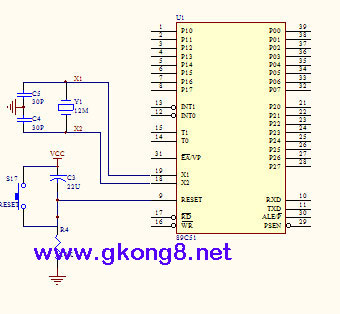 U1
1 P10 P00 39
2 P11 P01 38
3 P12 P02 37
4 P13 P03 36
5 P14 P04 35
6 P15 P05 34
7 P16 P06 33
8 P17 P07 32
13 INT1 P20 21
12 INT0 P21 22
P22 23
15 T1 P23 24
14 T0 P24 25
P25 26
31 EA/VP P26 27
P27 28
19 X1
18 X2
9 RESET RXD 10
TXD 11
17 RD ALE/P 30
16 WR PSEN 29
89C51
X1
C5
30P
Y1
12M
C4
30P
X2
VCC
C3
22U
S17
RESET
R4
www.gkong8.net